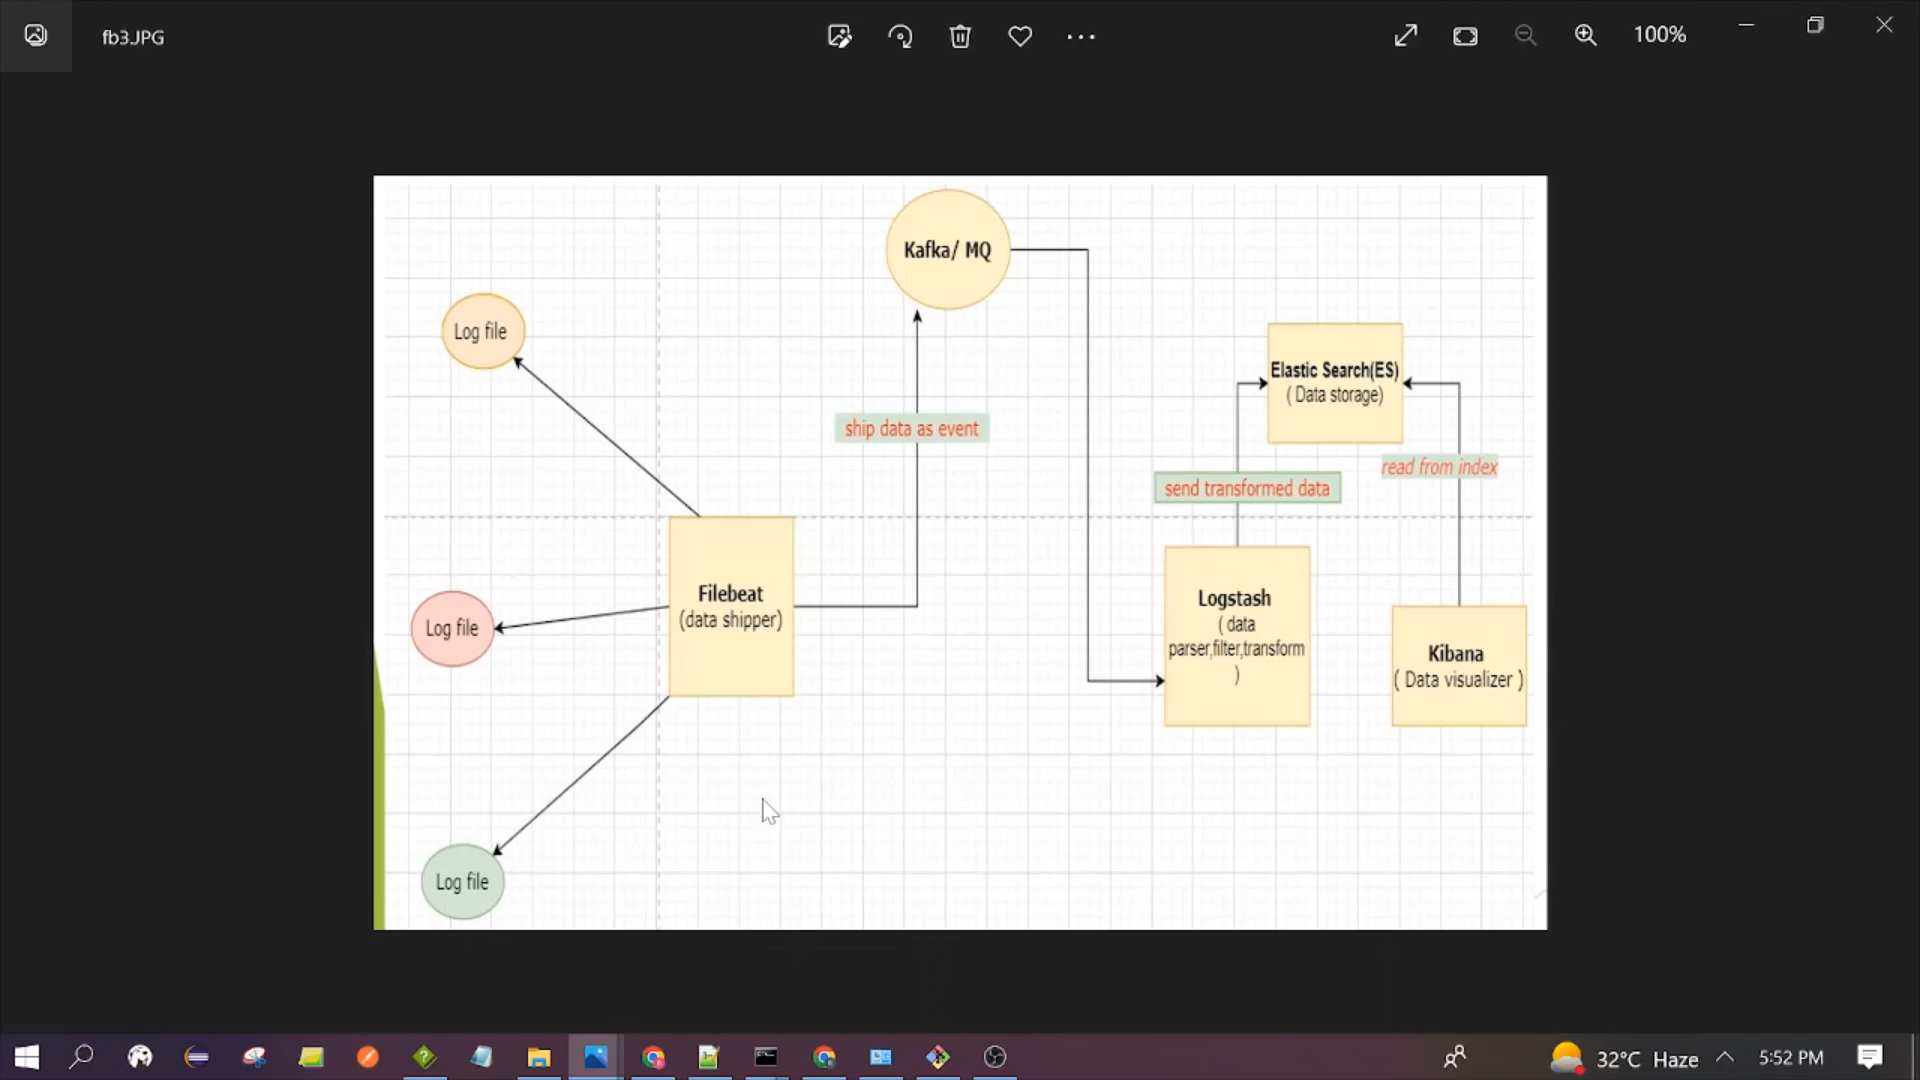 fb3.JPG
100%
Kafka/ MQ
Log file
Elastic Search(ES)
( Data storage)
ship data as event
read from index
send transformed data
Filebeat
(data shipper)
Log file
Logstash
( data
parser,filter,transform
)
Kibana
( Data visualizer )
Log file
32°C Haze
5:52 PM